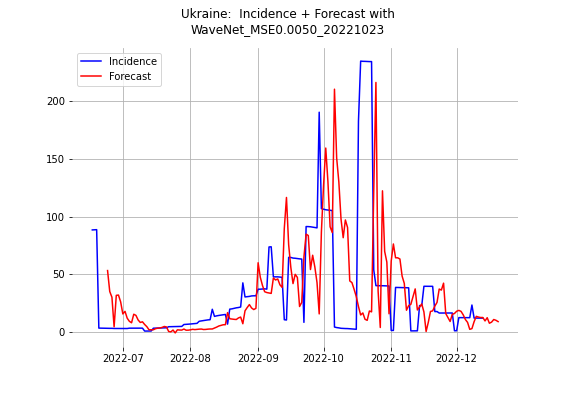 Ukraine:  Incidence + Forecast with
WaveNet_MSE0.0050_20221023
Incidence
Forecast
200
150
100
50
0
2022-07 2022-08 2022-09 2022-10 2022-11 2022-12